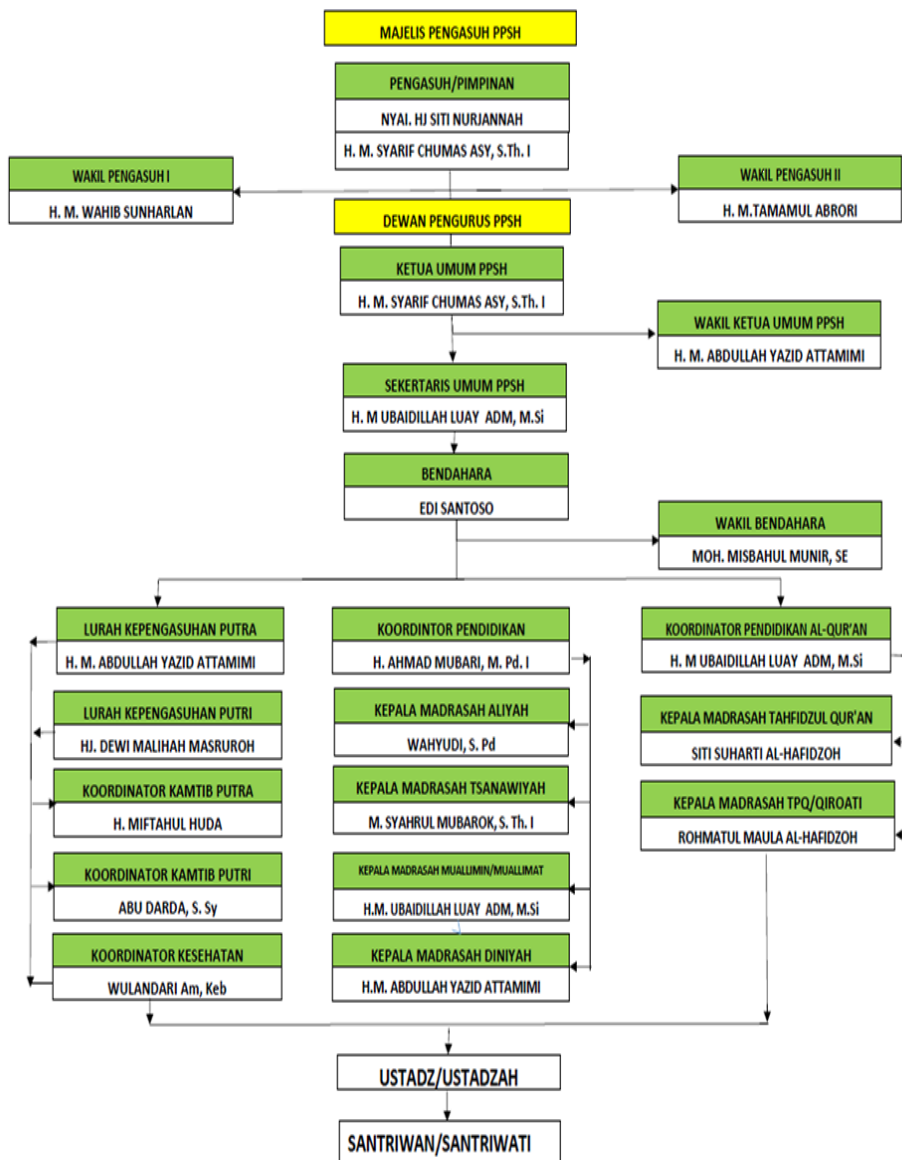 MAJELIS PENGASUH PPSH
PENGASUH/PIMPINAN
NYAI. HJ SITI NURJANNAH
H. M. SYARIF CHUMAS ASY, S.Th. I
WAKIL PENGASUH I
H. M. WAHIB SUNHARLAN
WAKIL PENGASUH II
H. M.TAMAMUL ABRORI
DEWAN PENGURUS PPSH
KETUA UMUM PPSH
H. M. SYARIF CHUMAS ASY, S.Th. I
WAKIL KETUA UMUM PPSH
H. M. ABDULLAH YAZID ATTAMIMI
SEKERTARIS UMUM PPSH
H. M UBAIDILLAH LUAY ADM, M.Si
BENDAHARA
EDI SANTOSO
WAKIL BENDAHARA
MOH. MISBAHUL MUNIR, SE
LURAH KEPENGASUHAN PUTRA
H. M. ABDULLAH YAZID ATTAMIMI
LURAH KEPENGASUHAN PUTRI
HJ. DEWI MALIHAH MASRUROH
KOORDINATOR KAMTIB PUTRA
H. MIFTAHUL HUDA
KOORDINATOR KAMTIB PUTRI
ABU DARDA, S. Sy
KOORDINATOR KESEHATAN
WULANDARI Am, Keb
KOORDINTOR PENDIDIKAN
H. AHMAD MUBARI, M. Pd. I
KEPALA MADRASAH ALIYAH
WAHYUDI, S. Pd
KEPALA MADRASAH TSANAWIYAH
M. SYAHRUL MUBAROK, S. Th. I
KEPALA MADRASAH MUALLIMIN/MUALLIMAT
H.M. UBAIDILLAH LUAY ADM, M.Si
KEPALA MADRASAH DINIYAH
H.M. ABDULLAH YAZID ATTAMIMI
KOORDINATOR PENDIDIKAN AL-QUR'AN
H. M UBAIDILLAH LUAY ADM, M.Si
KEPALA MADRASAH TAHFIDZUL QUR'AN
SITI SUHARTI AL-HAFIDZOH
KEPALA MADRASAH TPQ/QIROATI
ROHMATUL MAULA AL-HAFIDZOH
USTADZ/USTADZAH
SANTRIWAN/SANTRIWATI